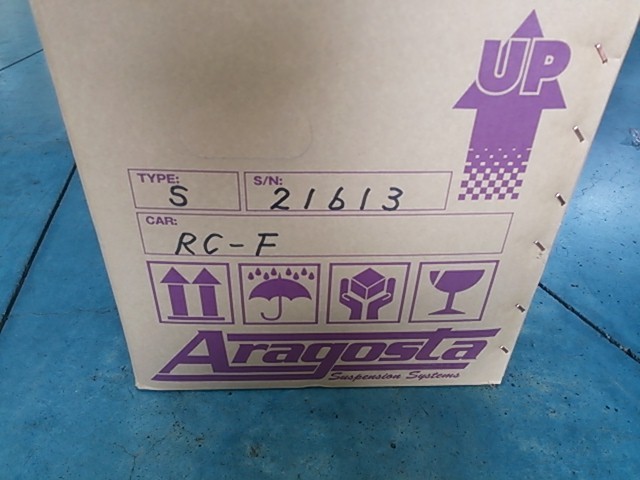 UP
TYPE: S
S/N: 21613
CAR: RC-F
Aragosta
Suspension Systems